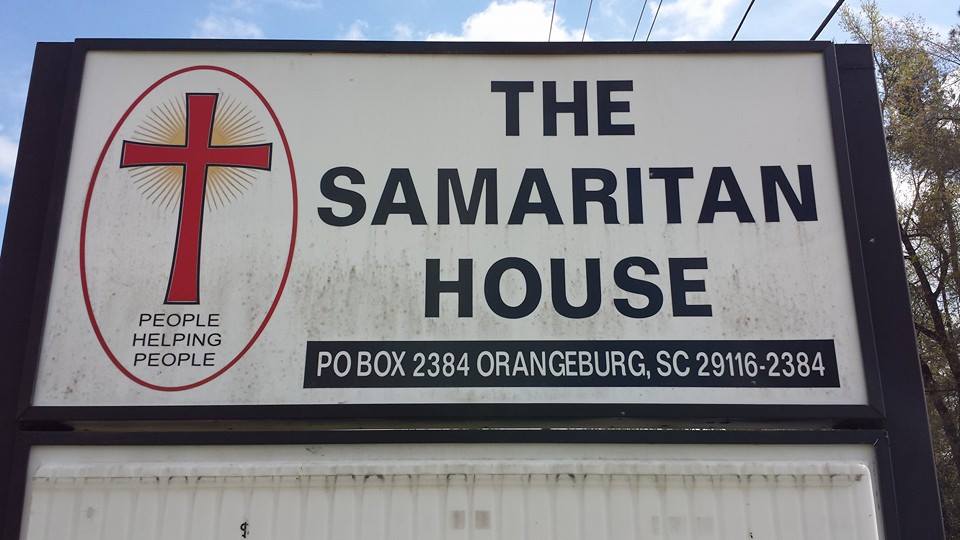 THE
SAMARITAN
HOUSE
PEOPLE
HELPING
PEOPLE
PO BOX 2384 ORANGEBURG, SC 29116-2384
$